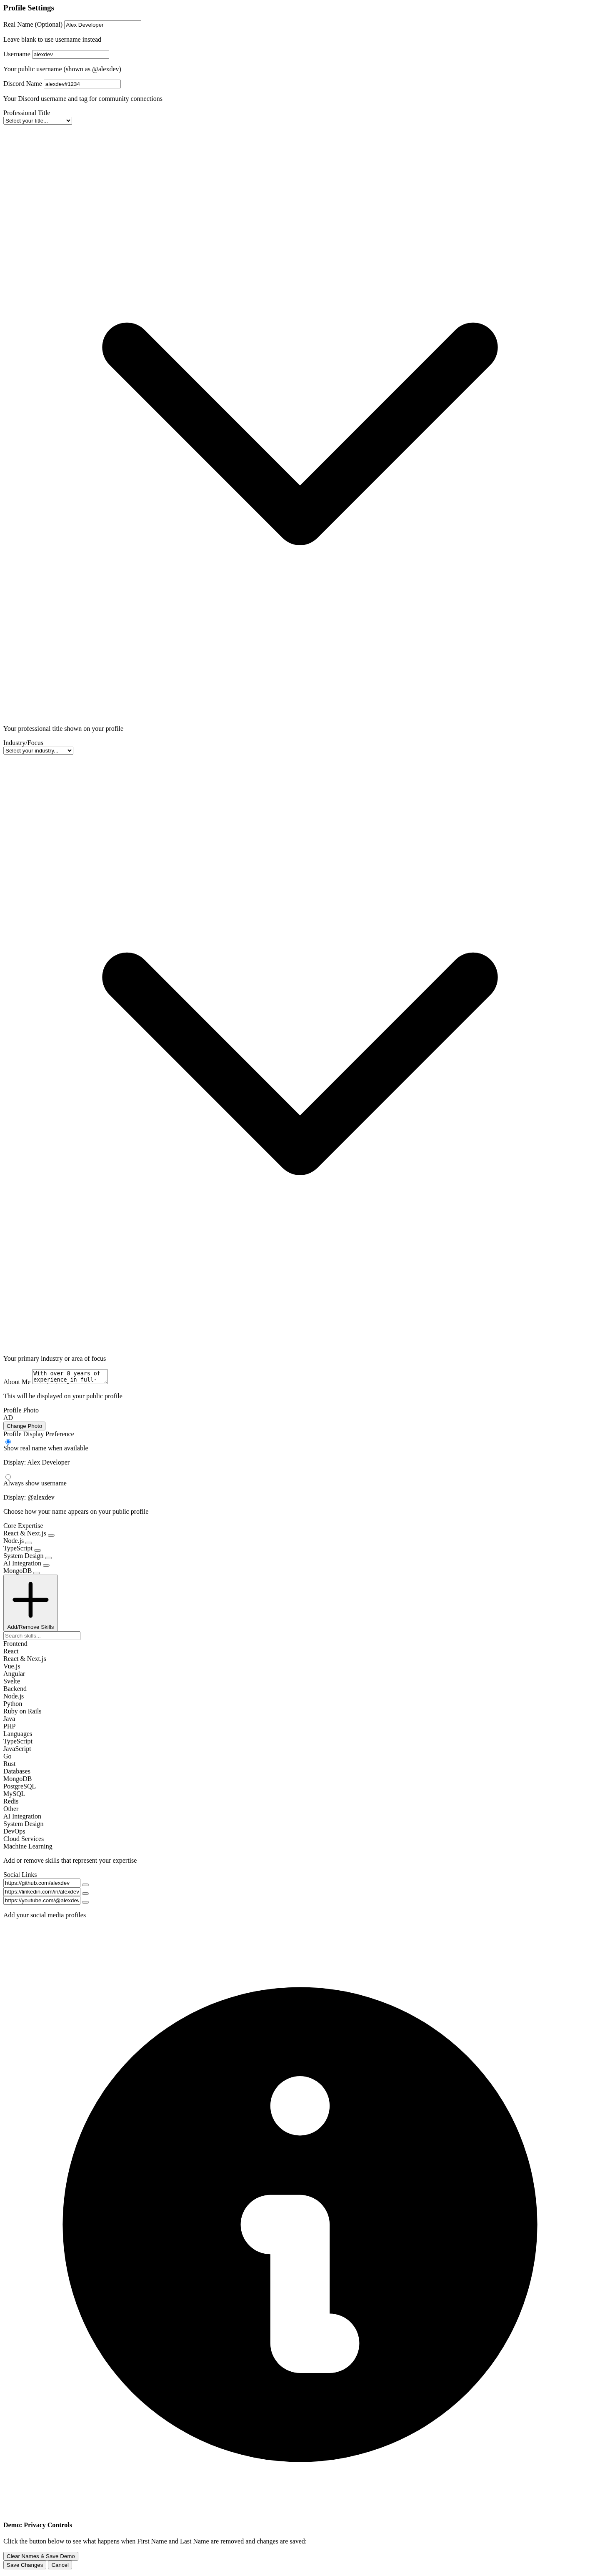 Profile Settings
Real Name (Optional) Alex Developer
Leave blank to use username instead
Username alexdev
Your public username (shown as @alexdev)
Discord Name alexdev#1234
Your Discord username and tag for community connections
Professional Title
Select your title...
Your professional title shown on your profile
Industry/Focus
Select your industry...
Your primary industry or area of focus
About Me With over 8 years of
experience in full-
This will be displayed on your public profile
Profile Photo
AD
Change Photo
Profile Display Preference
Show real name when available
Display: Alex Developer
Always show username
Display: @alexdev
Choose how your name appears on your public profile
Core Expertise
React & Next.js
Node.js
TypeScript
System Design
AI Integration
MongoDB
Add/Remove Skills
Search skills...
Frontend
React
React & Next.js
Vue.js
Angular
Svelte
Backend
Node.js
Python
Ruby on Rails
Java
PHP
Languages
TypeScript
JavaScript
Go
Rust
Databases
MongoDB
PostgreSQL
MySQL
Redis
Other
AI Integration
System Design
DevOps
Cloud Services
Machine Learning
Add or remove skills that represent your expertise
Social Links
https://github.com/alexdev
https://linkedin.com/in/alexdev
https://youtube.com/@alexdev
Add your social media profiles
Demo: Privacy Controls
Click the button below to see what happens when First Name and Last Name are removed and changes are saved:
Clear Names & Save Demo
Save Changes Cancel